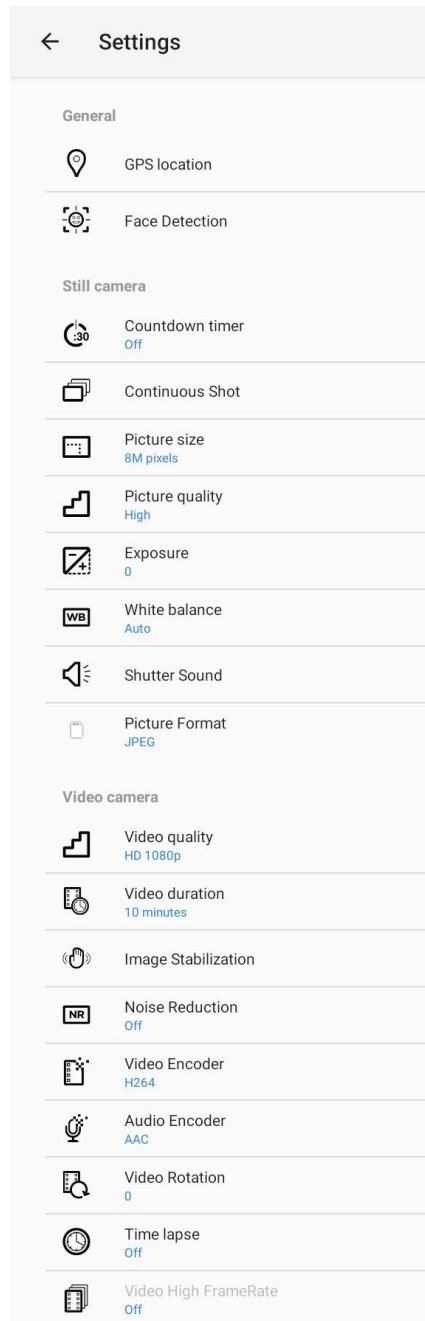 Settings
General
GPS location
Face Detection
Still camera
:30
Countdown timer
Off
Continuous Shot
Picture size
8M pixels
Picture quality
High
Exposure
0
WB
White balance
Auto
Shutter Sound
Picture Format
JPEG
Video camera
Video quality
HD 1080p
Video duration
10 minutes
Image Stabilization
NR
Noise Reduction
Off
Video Encoder
H264
Audio Encoder
AAC
Video Rotation
0
Time lapse
Off
Video High FrameRate
Off